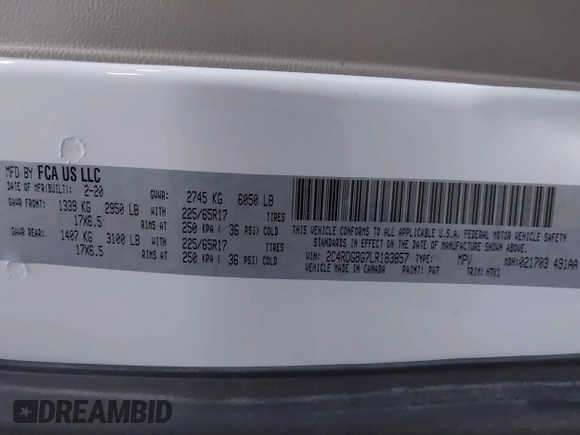 MFD BY FCA US LLC
DATE OF MFR(BUILT): 2-20 GVWR: 2745 KG 6050 LB
GAWR FRONT: 1339 KG 2950 LB WITH 225/65R17 TIRES
17X6.5 RIMS AT 250 KPA ( 36 PSI) COLD
GAWR REAR: 1407 KG 3100 LB WITH 225/65R17 TIRES
17X6.5 RIMS AT 250 KPA ( 36 PSI) COLD
THIS VEHICLE CONFORMS TO ALL APPLICABLE U.S.A. FEDERAL MOTOR VEHICLE SAFETY
STANDARDS IN EFFECT ON THE DATE OF MANUFACTURE SHOWN ABOVE.
VIN: 2C4RDGBG7LR183857 TYPE: MPV MDH:021703 491AA
VEHICLE MADE IN CANADA PAINT: PW7 TRIM:
DREAMBID